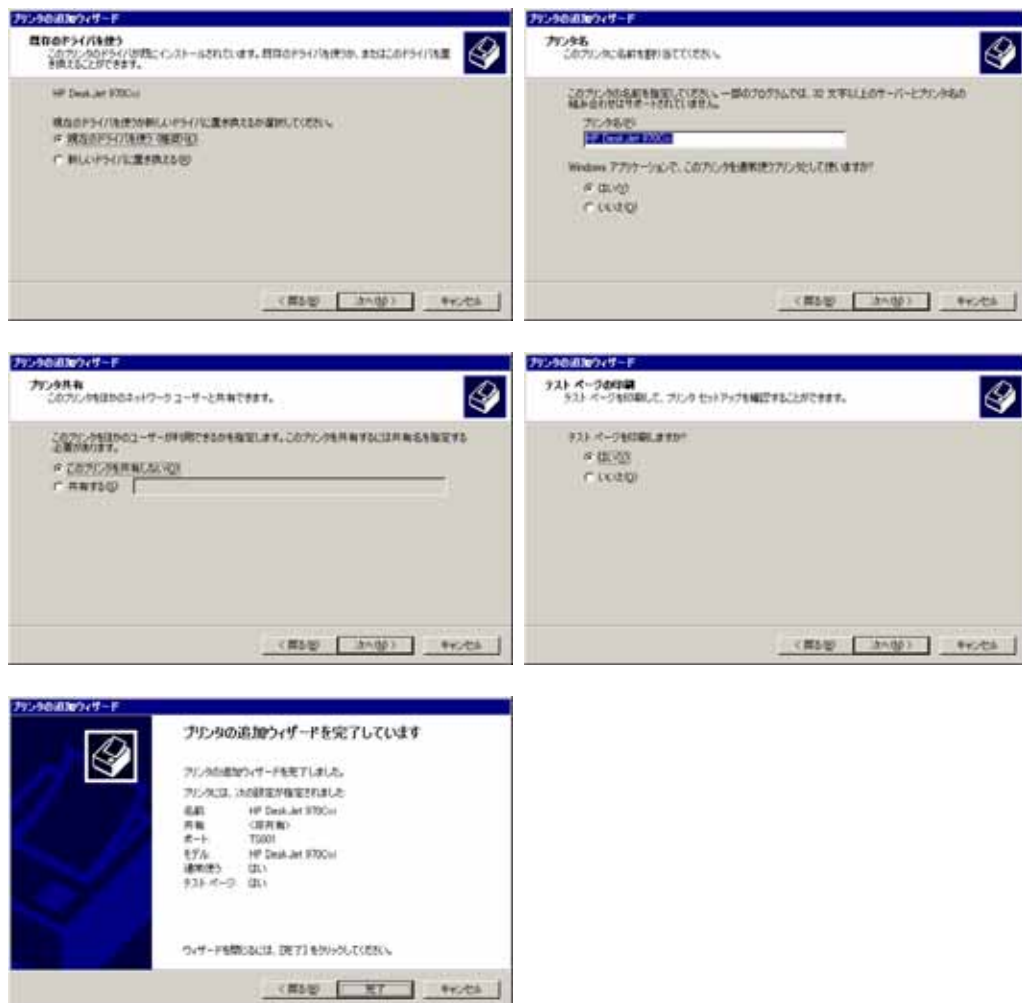 プリンタの追加ウィザード
既存のドライバを使う
このプリンタのドライバが既にインストールされています。既存のドライバを使うか、またはこのドライバを置
き換えることができます。
HP DeskJet 970Cxi
現在のドライバを使うか新しいドライバに置き換えるか選択してください。
現在のドライバを使う (推奨)(K)
新しいドライバに置き換える(R)
< 戻る(B)
次へ(N) >
キャンセル
プリンタの追加ウィザード
プリンタ名
このプリンタに名前を割り当ててください。
このプリンタの名前を指定してください。一部のプログラムでは、32 文字以上のサーバーとプリンタ名の
組み合わせはサポートされていません。
プリンタ名(P)
HP DeskJet 970Cxi
Windows アプリケーションで、このプリンタを通常使うプリンタとして使いますか?
はい(Y)
いいえ(O)
< 戻る(B)
次へ(N) >
キャンセル
プリンタの追加ウィザード
プリンタ共有
このプリンタをほかのネットワーク ユーザーと共有できます。
このプリンタをほかのユーザーが利用できるかを指定します。このプリンタを共有するには共有名を指定する
必要があります。
このプリンタを共有しない(O)
共有する(S)
< 戻る(B)
次へ(N) >
キャンセル
プリンタの追加ウィザード
テスト ページの印刷
テスト ページを印刷して、プリンタ セットアップを確認することができます。
テスト ページを印刷しますか?
はい(Y)
いいえ(O)
< 戻る(B)
次へ(N) >
キャンセル
プリンタの追加ウィザード
プリンタの追加ウィザードを完了しています
プリンタの追加ウィザードを完了しました。
プリンタには、次の設定が指定されました
名前 HP DeskJet 970Cxi
共有 <非共有>
ポート TS001
モデル HP DeskJet 970Cxi
通常使う はい
テスト ページ はい
ウィザードを閉じるには、[完了] をクリックしてください。
< 戻る(B)
完了
キャンセル